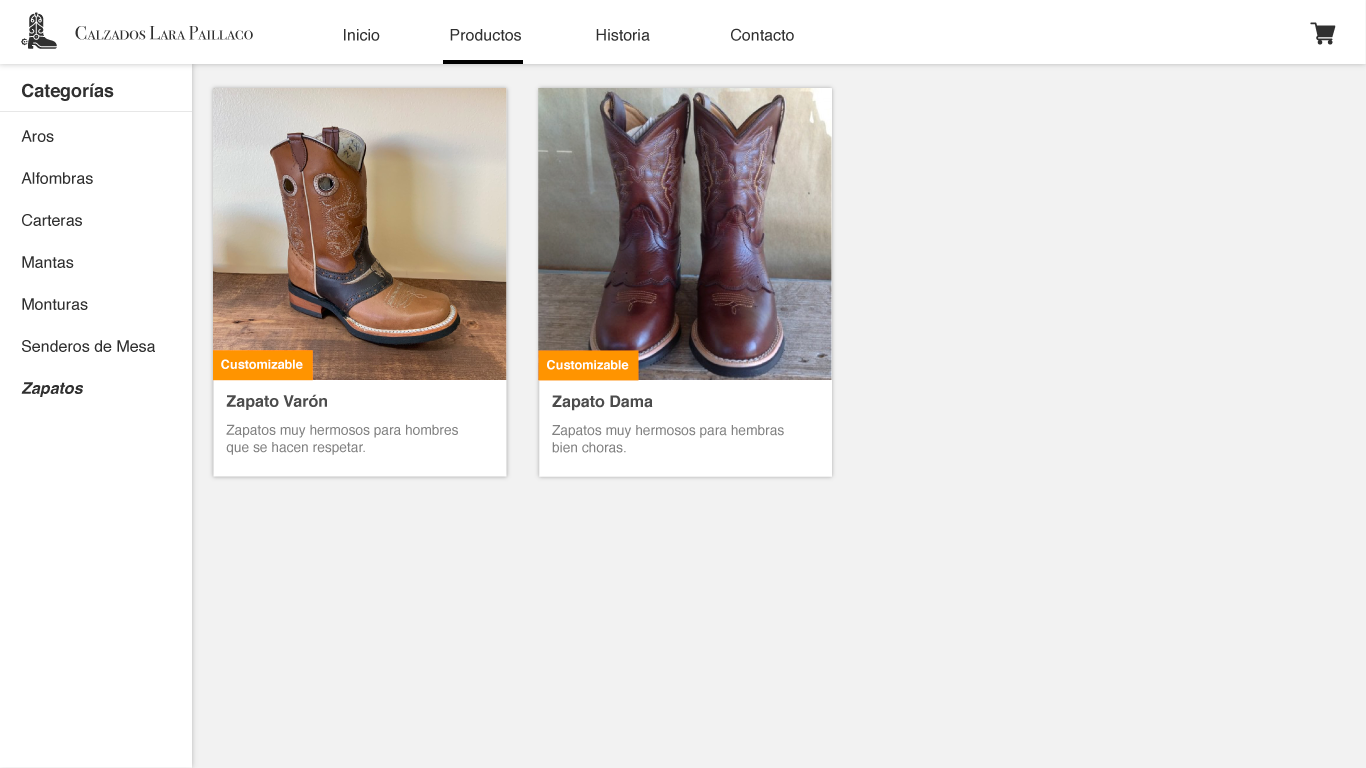 Calzados Lara Paillaco
Inicio
Productos
Historia
Contacto
Categorías
Aros
Alfombras
Carteras
Mantas
Monturas
Senderos de Mesa
Zapatos
Customizable
Zapato Varón
Zapatos muy hermosos para hombres
que se hacen respetar.
Customizable
Zapato Dama
Zapatos muy hermosos para hembras
bien choras.